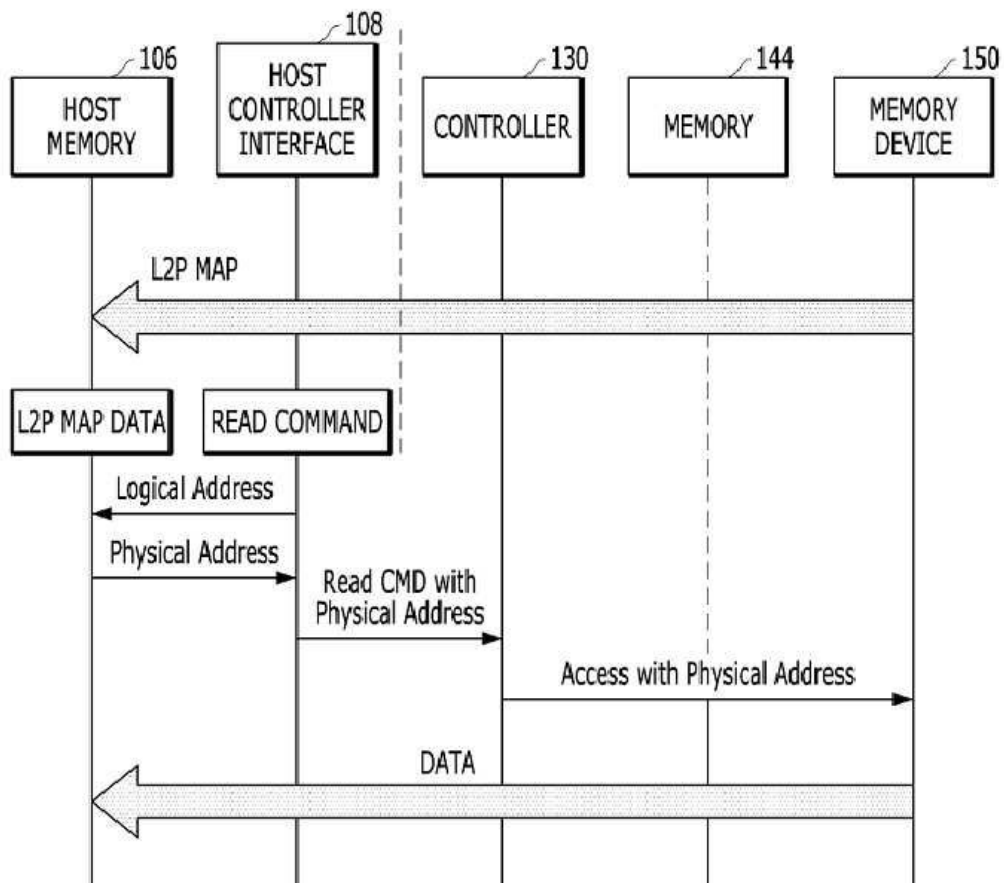 106
108
130
144
150
HOST
MEMORY
HOST
CONTROLLER
INTERFACE
CONTROLLER
MEMORY
MEMORY
DEVICE
L2P MAP
L2P MAP DATA
READ COMMAND
Logical Address
Physical Address
Read CMD with
Physical Address
Access with Physical Address
DATA